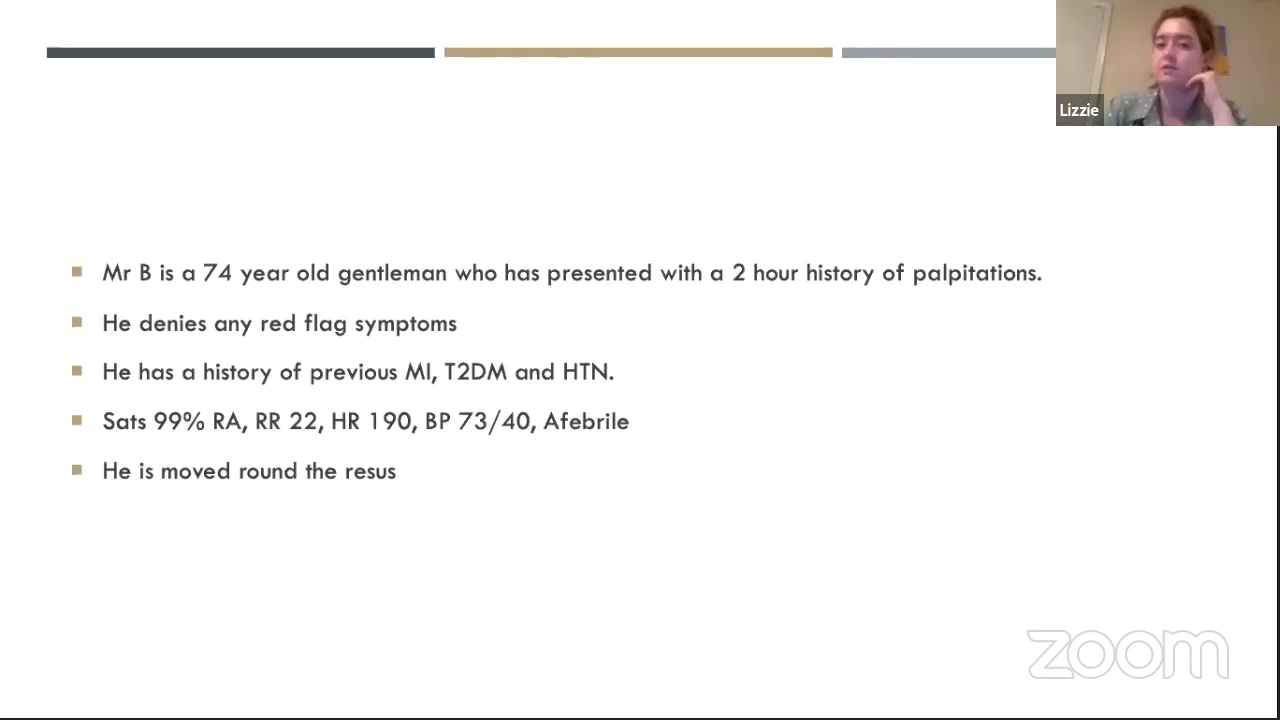 Lizzie
Mr B is a 74 year old gentleman who has presented with a 2 hour history of palpitations.
He denies any red flag symptoms
He has a history of previous MI, T2DM and HTN.
Sats 99% RA, RR 22, HR 190, BP 73/40, Afebrile
He is moved round the resus
zoom